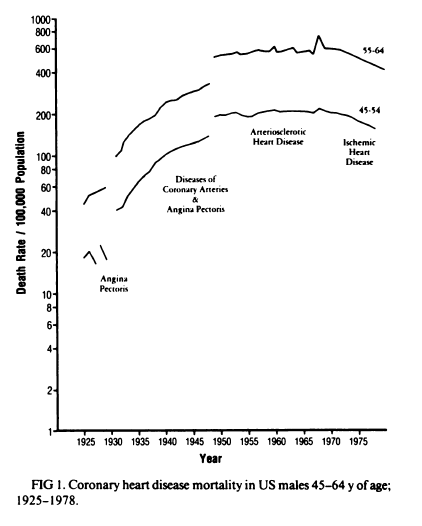 1000
800
600
400
200
100
80
60
40
20
10
8
6
4
2
1
Death Rate / 100,000 Population
55-64
45-54
Arteriosclerotic
Heart Disease
Ischemic
Heart
Disease
Diseases of
Coronary Arteries
&
Angina Pectoris
Angina
Pectoris
1925 1930 1935 1940 1945 1950 1955 1960 1965 1970 1975
Year
FIG 1. Coronary heart disease mortality in US males 45–64 y of age;
1925–1978.